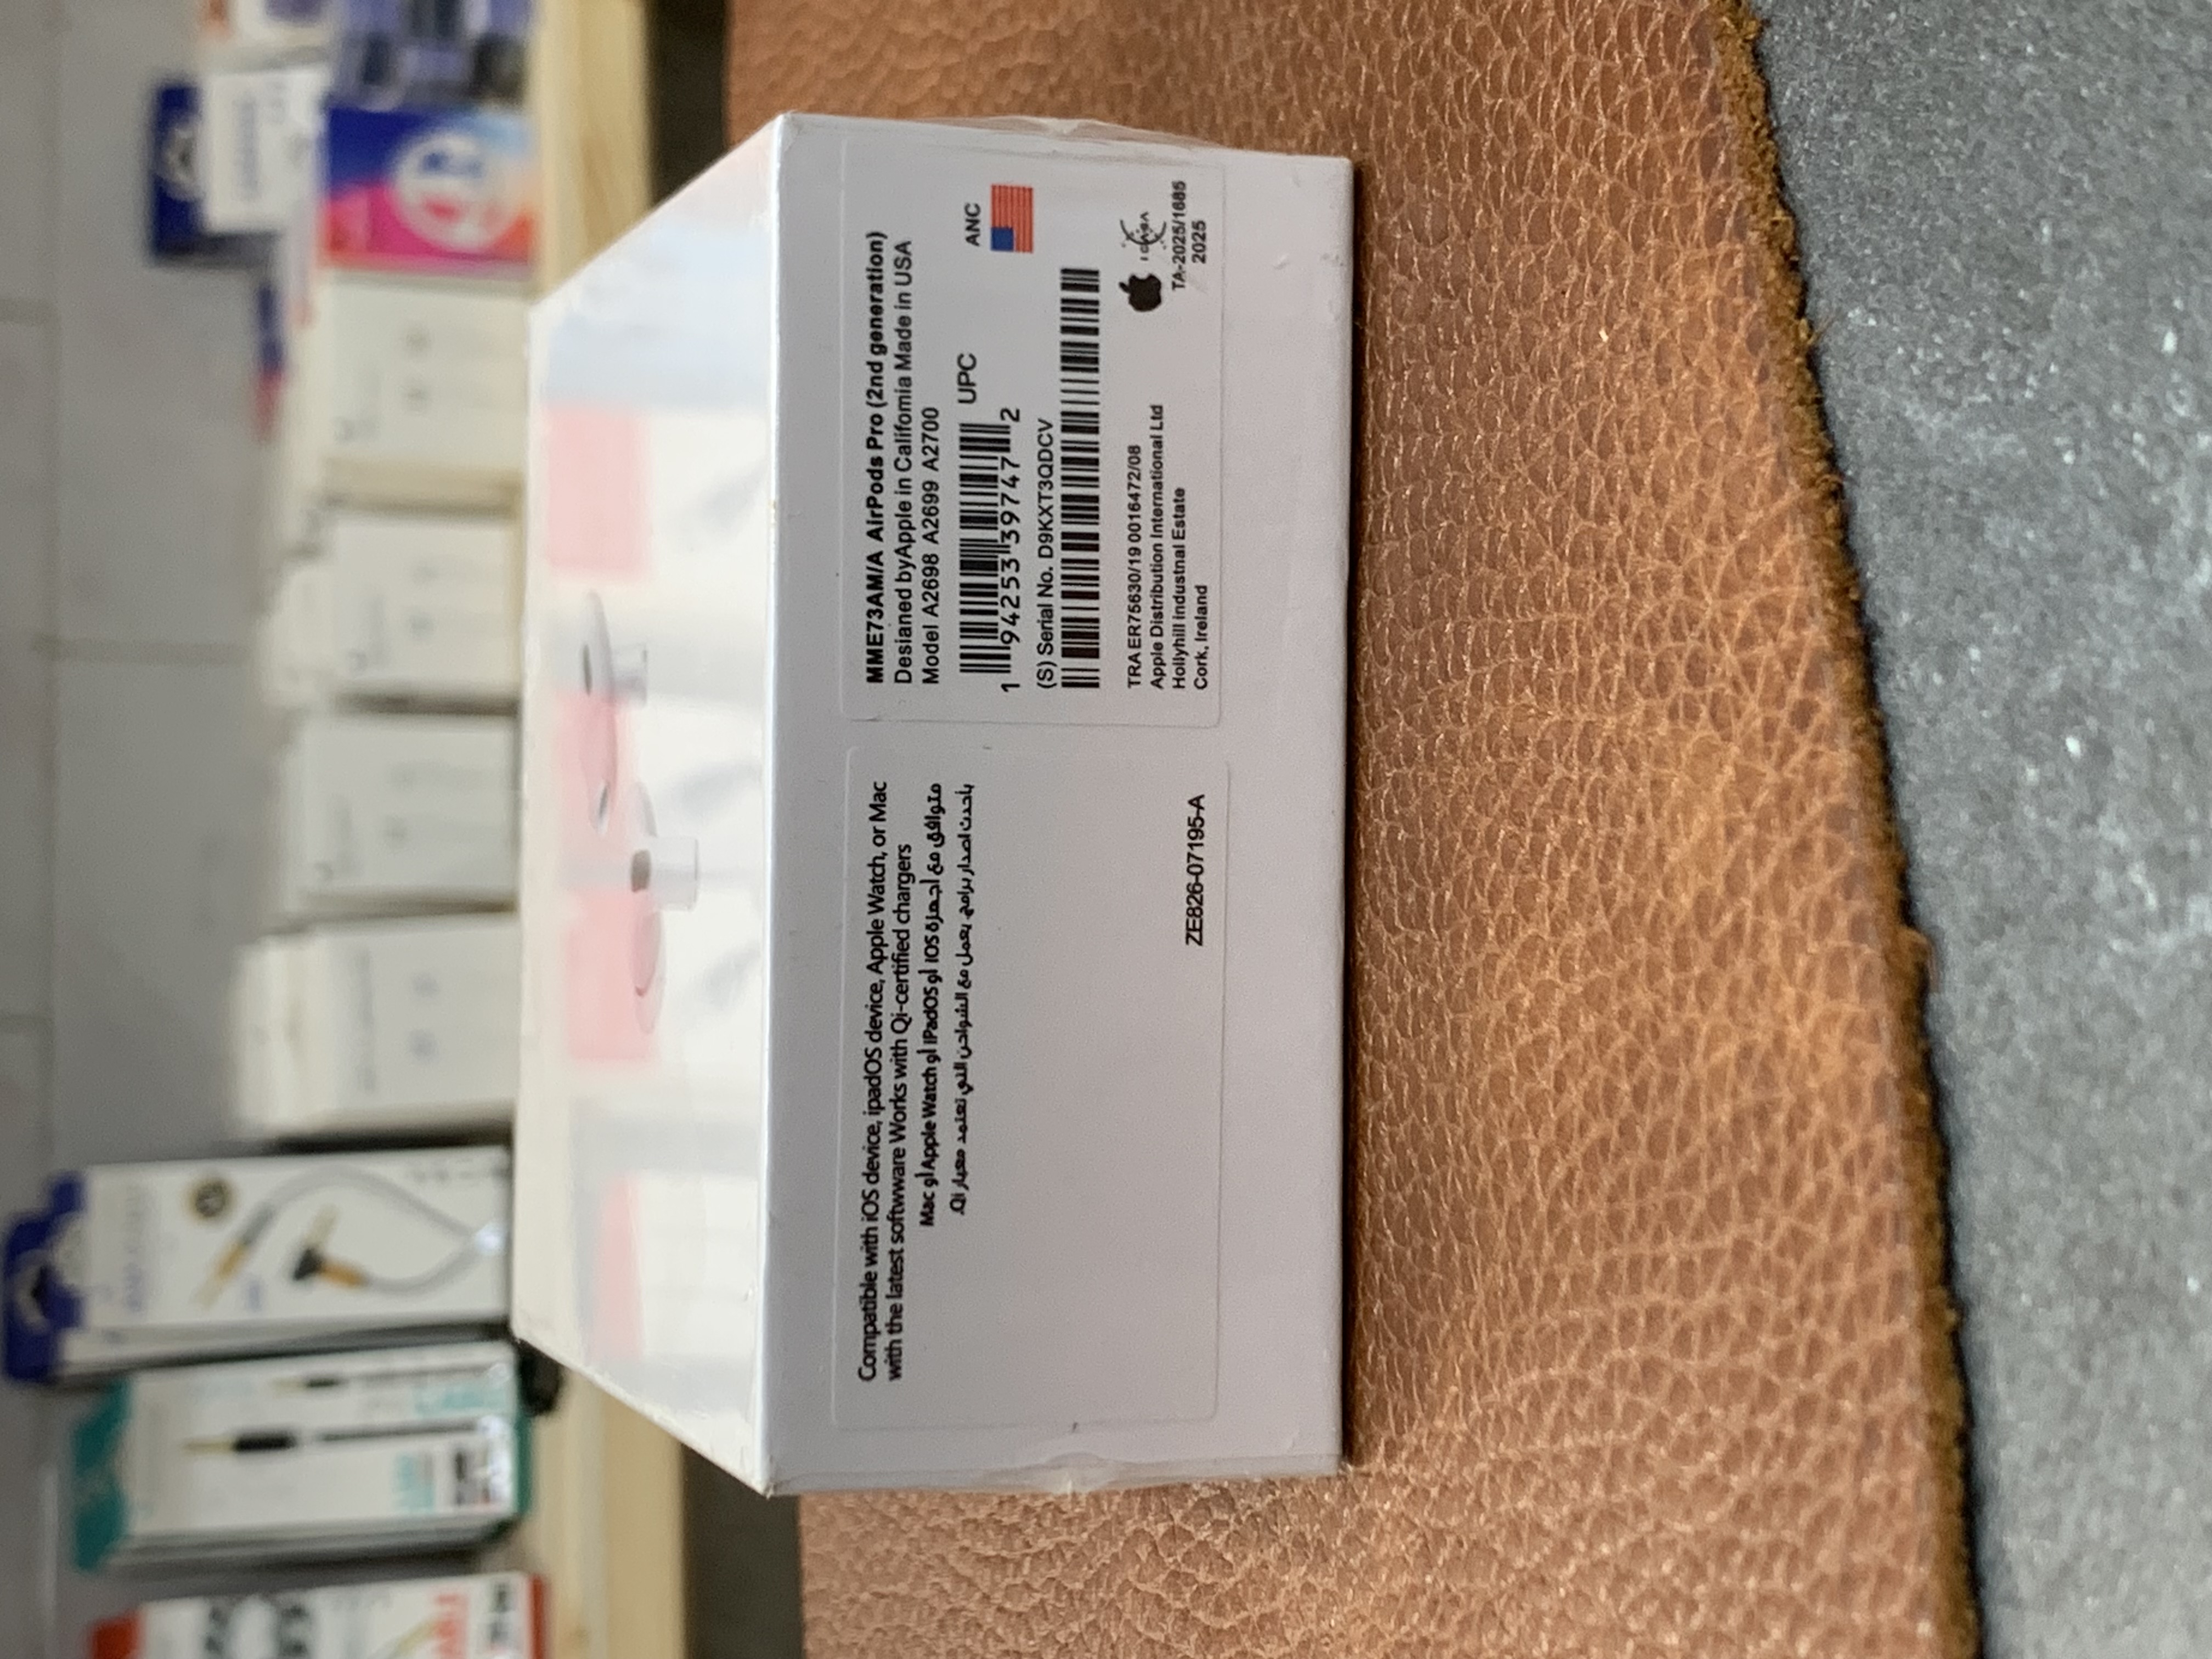 MME73AM/A AirPods Pro (2nd generation)
Desianed byApple in Califomia Made in USA
Model A2698 A2699 A2700
UPC
ANC
1 94253 39747 2
(S) Serial No. D9KXT3QDCV
TRA ER75630/19 0016472/08
Apple Distribution International Ltd
Hollyhill Industnal Estate
Cork, Ireland
ICASA
TA-2025/1685
2025
Compatible with iOS device, ipadOS device, Apple Watch, or Mac
with the latest softwware Works with Qi-certified chargers
متوافق مع أجهزة iOS أو iPadOS أو Apple Watch أو Mac
بأحدث اصدار برامج يعمل مع الشواحن التي تعتمد معيار Qi.
ZE826-07195-A